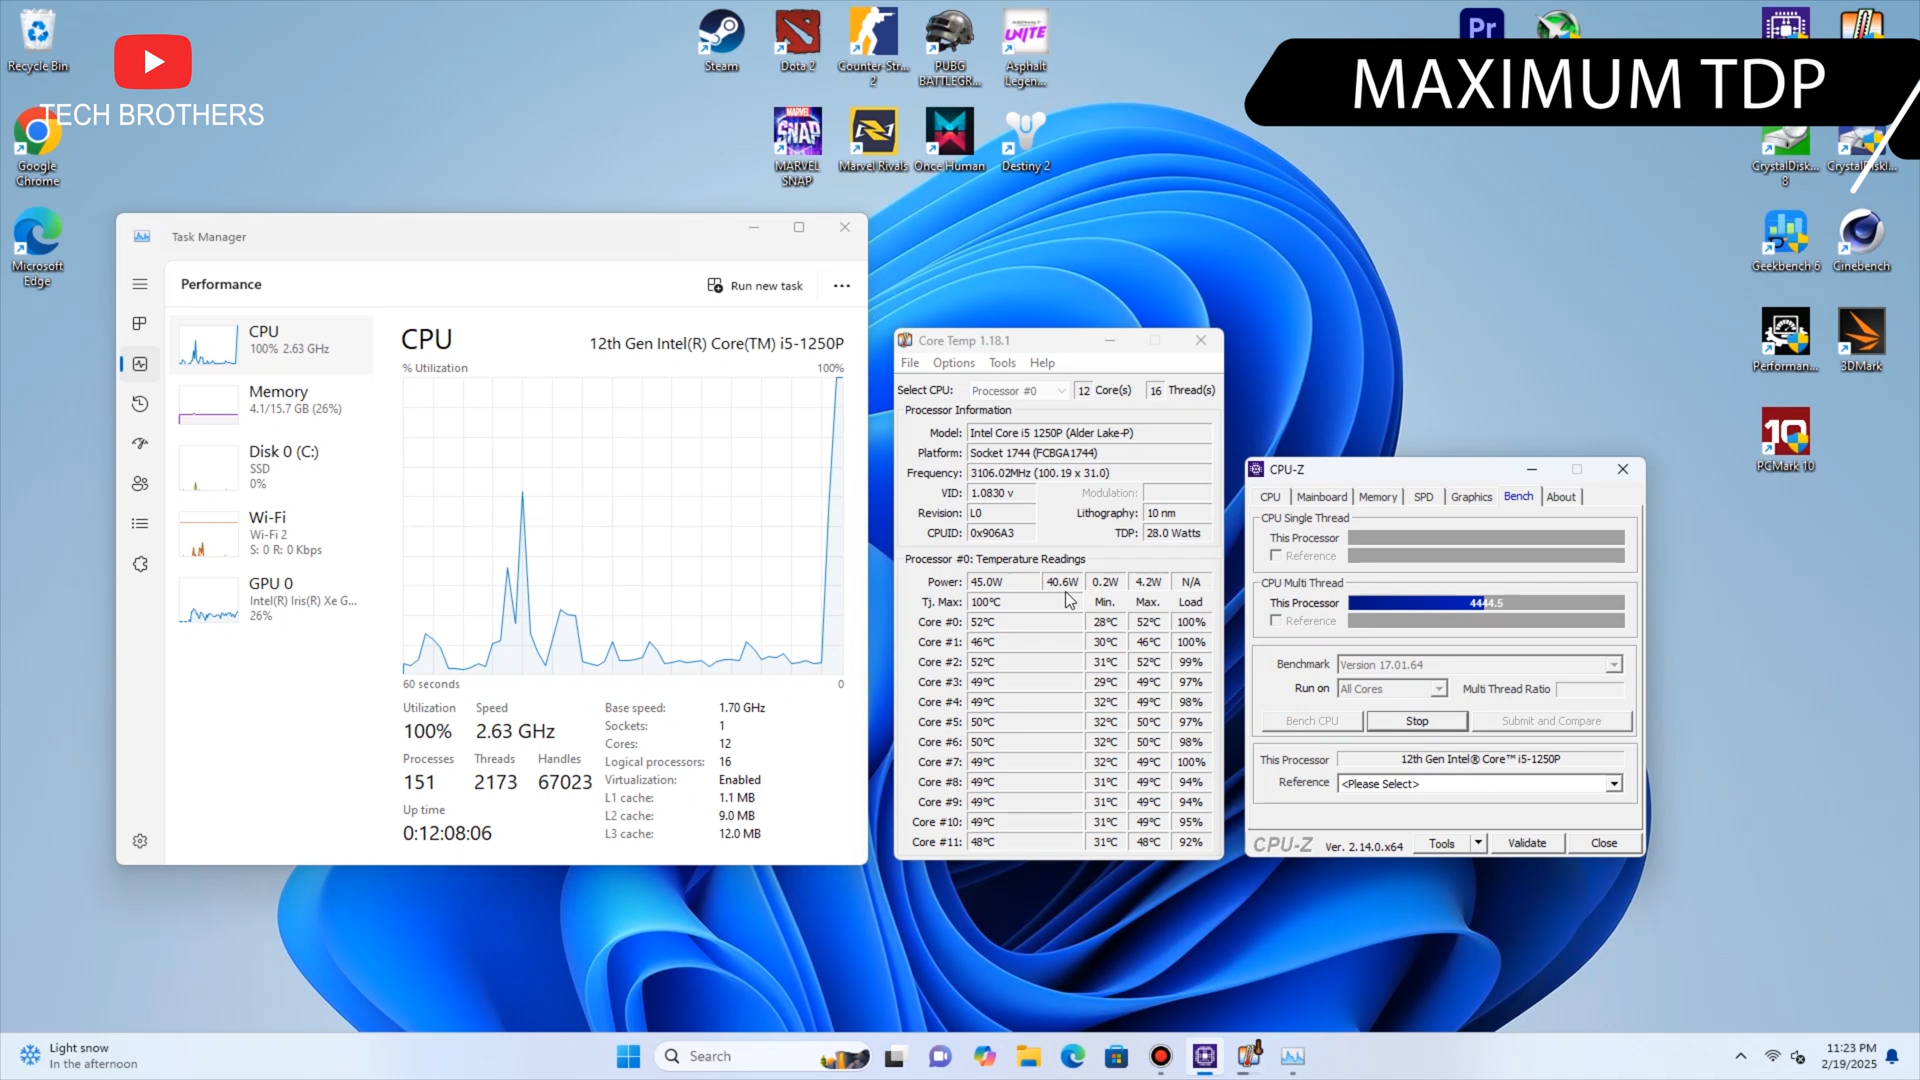 Recycle Bin
TECH BROTHERS
Google
Chrome
Microsoft
Edge
Steam
Dota 2
Counter-Str...
2
PUBG
BATTLEGR...
Asphalt
Legen...
MARVEL
SNAP
Marvel Rivals
Once Human
Destiny 2
Pr
MAXIMUM TDP
CrystalDisk...
8
CrystalDiskI...
Geekbench 6
Cinebench
Performan...
3DMark
PCMark 10
Task Manager
Performance
Run new task
CPU
100% 2.63 GHz
Memory
4.1/15.7 GB (26%)
Disk 0 (C:)
SSD
0%
Wi-Fi
Wi-Fi 2
S: 0 R: 0 Kbps
GPU 0
Intel(R) Iris(R) Xe G...
26%
CPU
12th Gen Intel(R) Core(TM) i5-1250P
% Utilization
100%
60 seconds
0
Utilization
100%
Speed
2.63 GHz
Processes
151
Threads
2173
Handles
67023
Up time
0:12:08:06
Base speed: 1.70 GHz
Sockets: 1
Cores: 12
Logical processors: 16
Virtualization: Enabled
L1 cache: 1.1 MB
L2 cache: 9.0 MB
L3 cache: 12.0 MB
Core Temp 1.18.1
File Options Tools Help
Select CPU: Processor #0 12 Core(s) 16 Thread(s)
Processor Information
Model: Intel Core i5 1250P (Alder Lake-P)
Platform: Socket 1744 (FCBGA1744)
Frequency: 3106.02MHz (100.19 x 31.0)
VID: 1.0830 v Modulation:
Revision: L0 Lithography: 10 nm
CPUID: 0x906A3 TDP: 28.0 Watts
Processor #0: Temperature Readings
Power: 45.0W 40.6W 0.2W 4.2W N/A
Tj. Max: 100°C Min. Max. Load
Core #0: 52°C 28°C 52°C 100%
Core #1: 46°C 30°C 46°C 100%
Core #2: 52°C 31°C 52°C 99%
Core #3: 49°C 29°C 49°C 97%
Core #4: 49°C 32°C 49°C 98%
Core #5: 50°C 32°C 50°C 97%
Core #6: 50°C 32°C 50°C 98%
Core #7: 49°C 32°C 49°C 100%
Core #8: 49°C 31°C 49°C 94%
Core #9: 49°C 31°C 49°C 94%
Core #10: 49°C 31°C 49°C 95%
Core #11: 48°C 31°C 48°C 92%
CPU-Z
CPU Mainboard Memory SPD Graphics Bench About
CPU Single Thread
This Processor
Reference
CPU Multi Thread
This Processor 4444.5
Reference
Benchmark Version 17.01.64
Run on All Cores Multi Thread Ratio
Bench CPU Stop Submit and Compare
This Processor 12th Gen Intel® Core™ i5-1250P
Reference <Please Select>
CPU-Z Ver. 2.14.0.x64 Tools Validate Close
Light snow
In the afternoon
Search
11:23 PM
2/19/2025